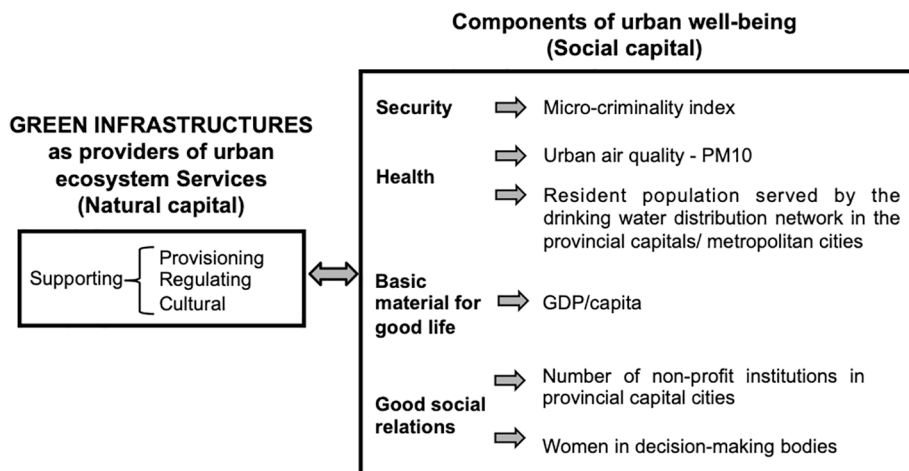 Components of urban well-being
(Social capital)
GREEN INFRASTRUCTURES
as providers of urban
ecosystem Services
(Natural capital)
Supporting
Provisioning
Regulating
Cultural
Security
Micro-criminality index
Health
Urban air quality - PM10
Resident population served by the
drinking water distribution network in the
provincial capitals/ metropolitan cities
Basic
material for
good life
GDP/capita
Good social
relations
Number of non-profit institutions in
provincial capital cities
Women in decision-making bodies